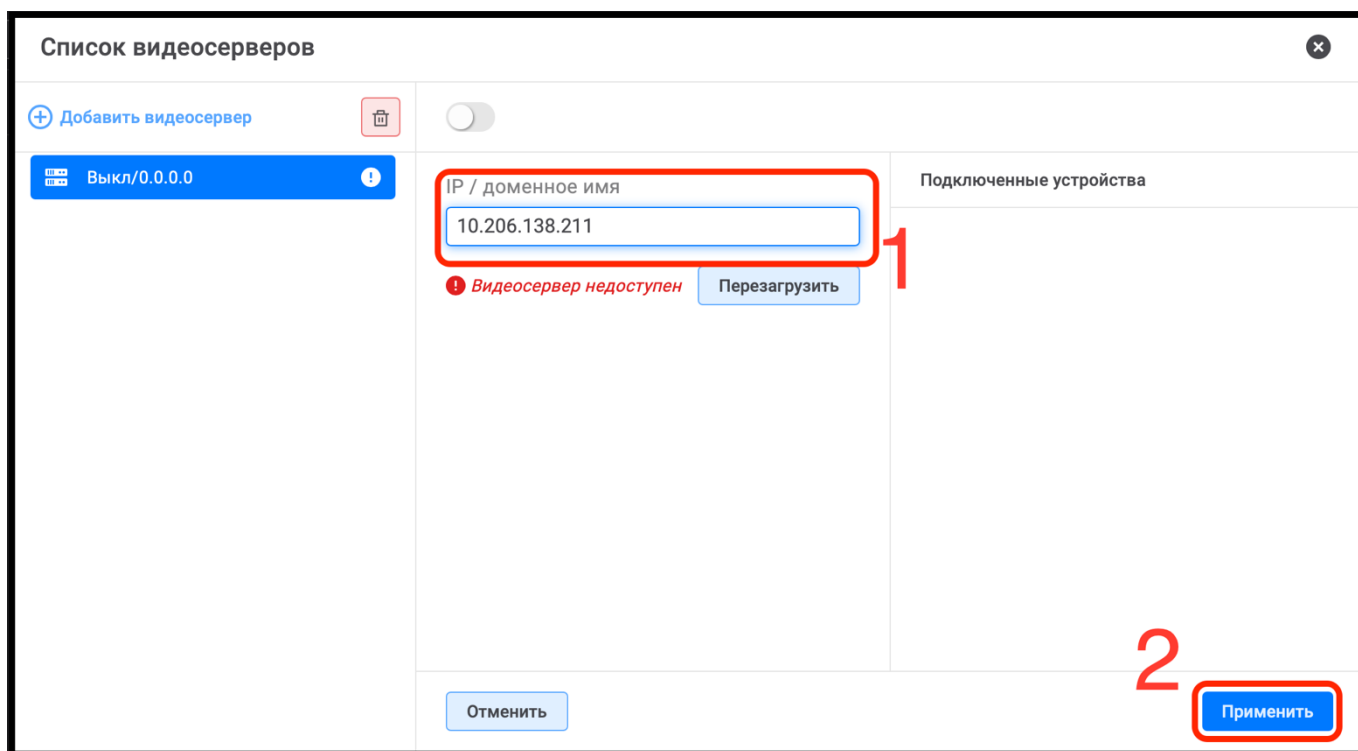 Список видеосерверов
Добавить видеосервер
Выкл/0.0.0.0
IP / доменное имя
10.206.138.211
1
Видеосервер недоступен
Перезагрузить
Подключенные устройства
2
Отменить
Применить